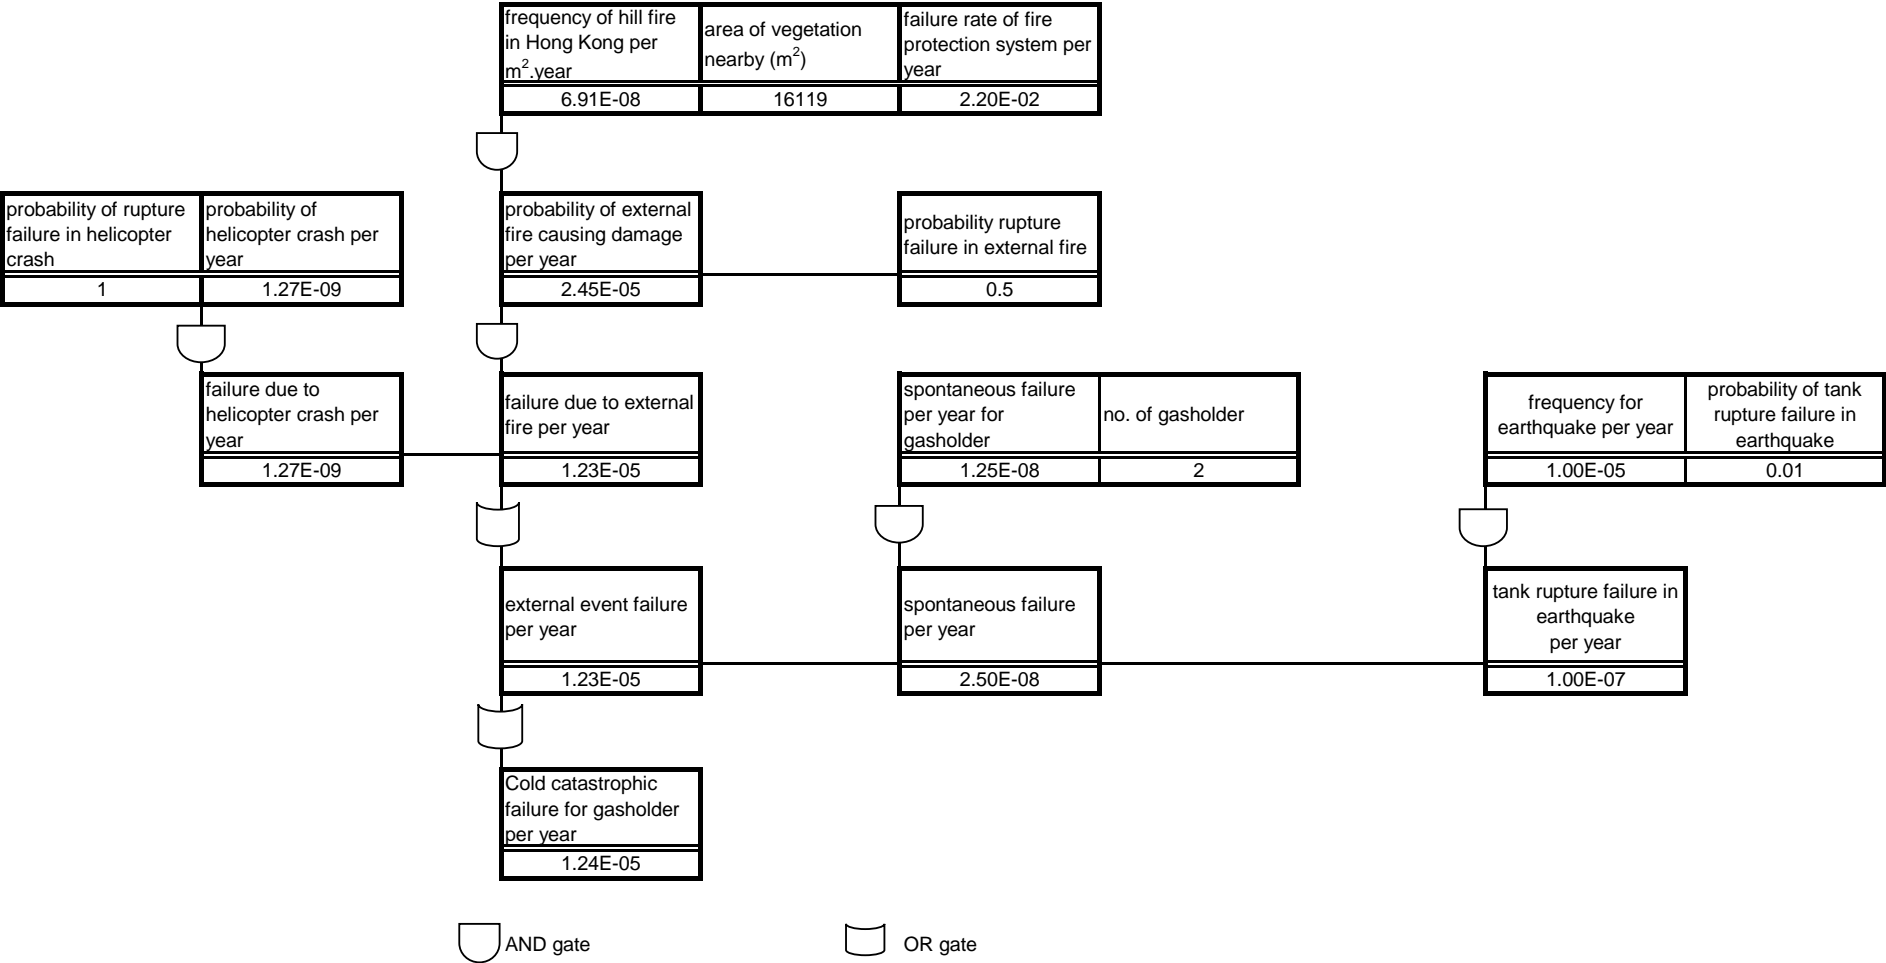 frequency of hill fire
in Hong Kong per
m².year
area of vegetation
nearby (m²)
failure rate of fire
protection system per
year
6.91E-08
16119
2.20E-02
probability of rupture
failure in helicopter
crash
probability of
helicopter crash per
year
1
1.27E-09
probability of external
fire causing damage
per year
2.45E-05
probability rupture
failure in external fire
0.5
failure due to
helicopter crash per
year
1.27E-09
failure due to external
fire per year
1.23E-05
spontaneous failure
per year for
gasholder
no. of gasholder
1.25E-08
2
frequency for
earthquake per year
probability of tank
rupture failure in
earthquake
1.00E-05
0.01
external event failure
per year
1.23E-05
spontaneous failure
per year
2.50E-08
tank rupture failure in
earthquake
per year
1.00E-07
Cold catastrophic
failure for gasholder
per year
1.24E-05
AND gate
OR gate